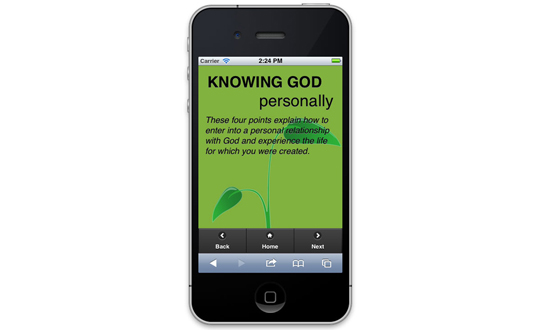 Carrier 2:24 PM
KNOWING GOD
personally
These four points explain how to
enter into a personal relationship
with God and experience the life
for which you were created.
Back Home Next